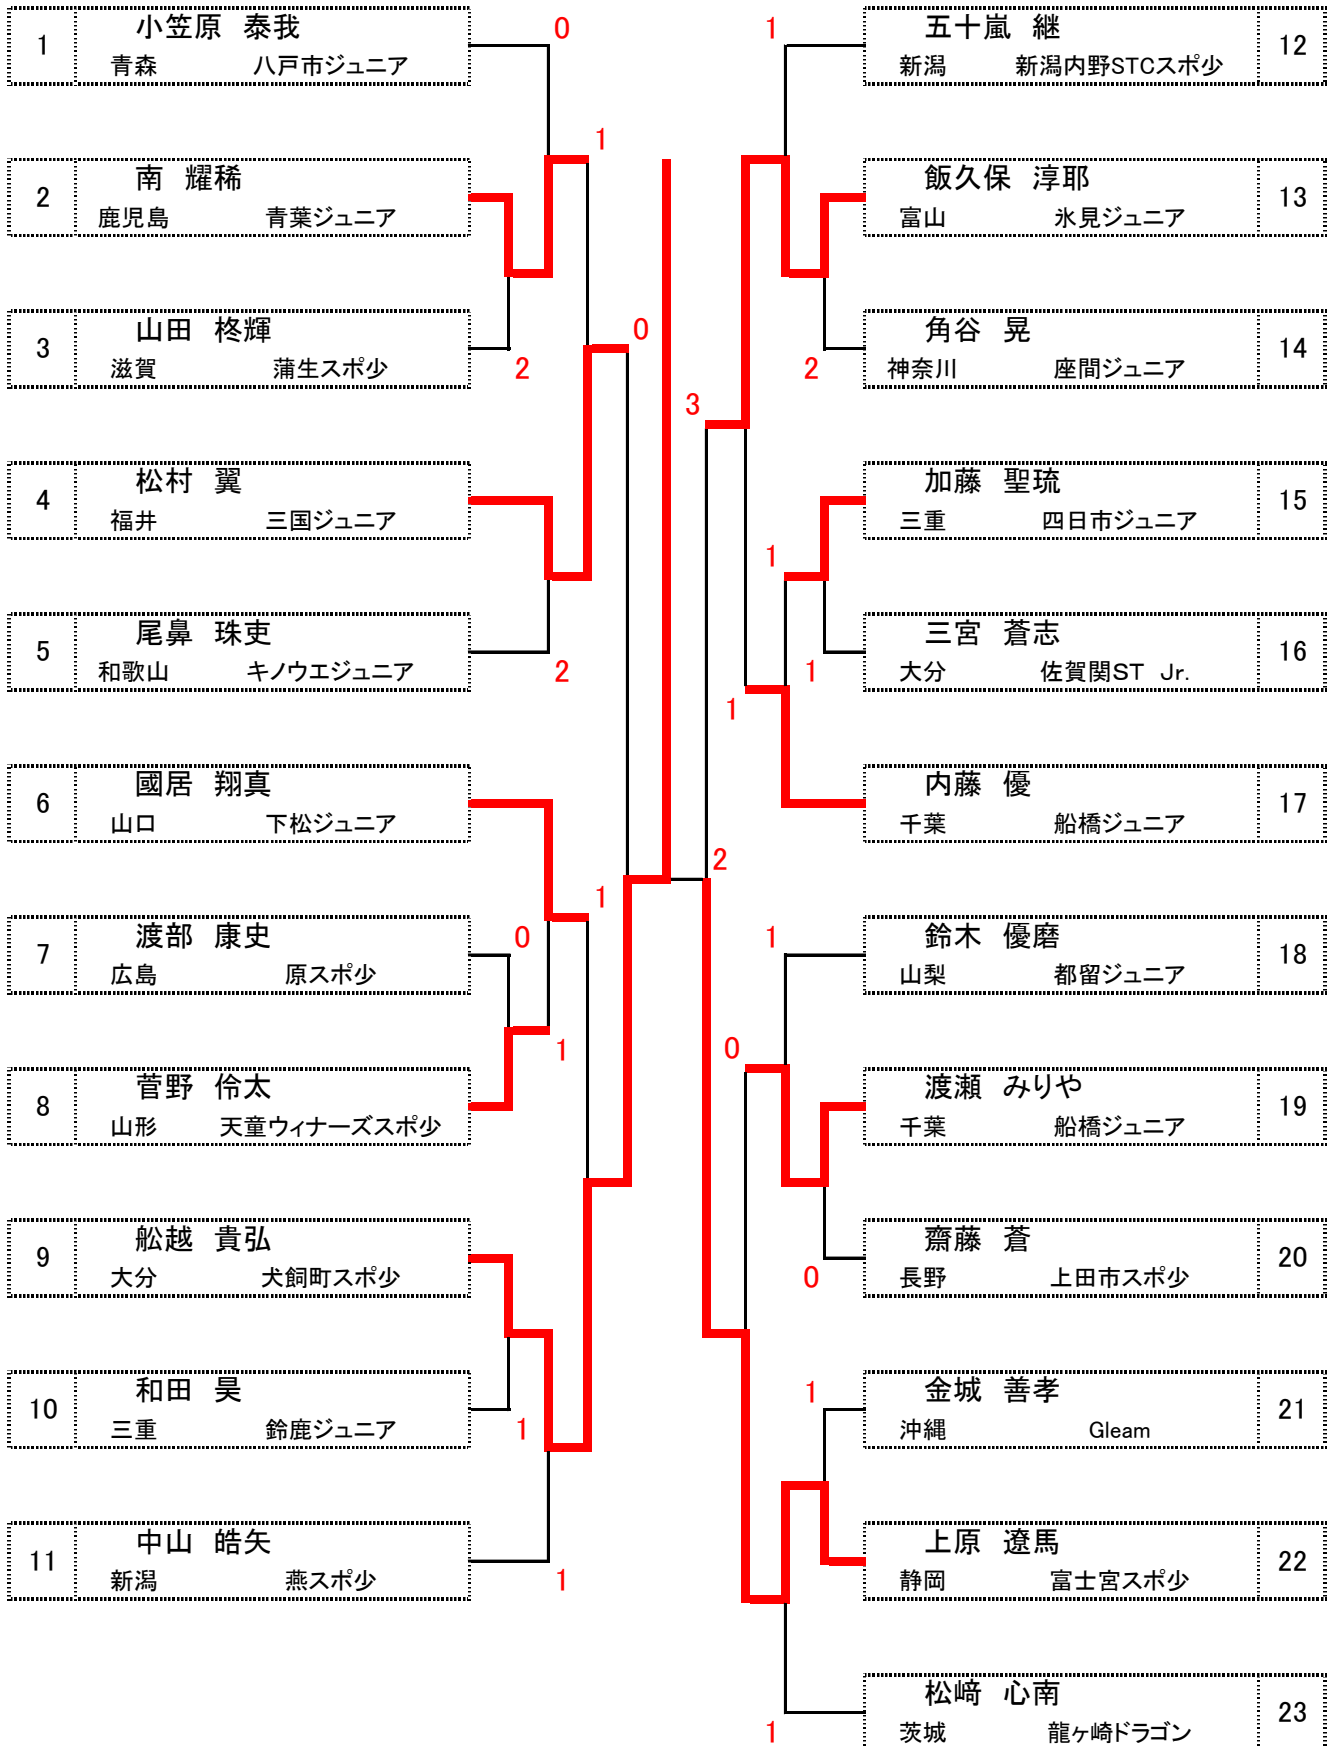 1 小笠原 泰我
青森 八戸市ジュニア
2 南 耀稀
鹿児島 青葉ジュニア
3 山田 柊輝
滋賀 蒲生スポ少
4 松村 翼
福井 三国ジュニア
5 尾鼻 珠吏
和歌山 キノウエジュニア
6 國居 翔真
山口 下松ジュニア
7 渡部 康史
広島 原スポ少
8 菅野 伶太
山形 天童ウィナーズスポ少
9 舩越 貴弘
大分 犬飼町スポ少
10 和田 昊
三重 鈴鹿ジュニア
11 中山 皓矢
新潟 燕スポ少
0
1
2
0
2
1
0
1
1
1
3
2
1
2
1
1
1
1
0
0
1
1
五十嵐 継 12
新潟 新潟内野STCスポ少
飯久保 淳耶 13
富山 氷見ジュニア
角谷 晃 14
神奈川 座間ジュニア
加藤 聖琉 15
三重 四日市ジュニア
三宮 蒼志 16
大分 佐賀関ST Jr.
内藤 優 17
千葉 船橋ジュニア
鈴木 優磨 18
山梨 都留ジュニア
渡瀬 みりや 19
千葉 船橋ジュニア
齋藤 蒼 20
長野 上田市スポ少
金城 善孝 21
沖縄 Gleam
上原 遼馬 22
静岡 富士宮スポ少
松﨑 心南 23
茨城 龍ヶ崎ドラゴン